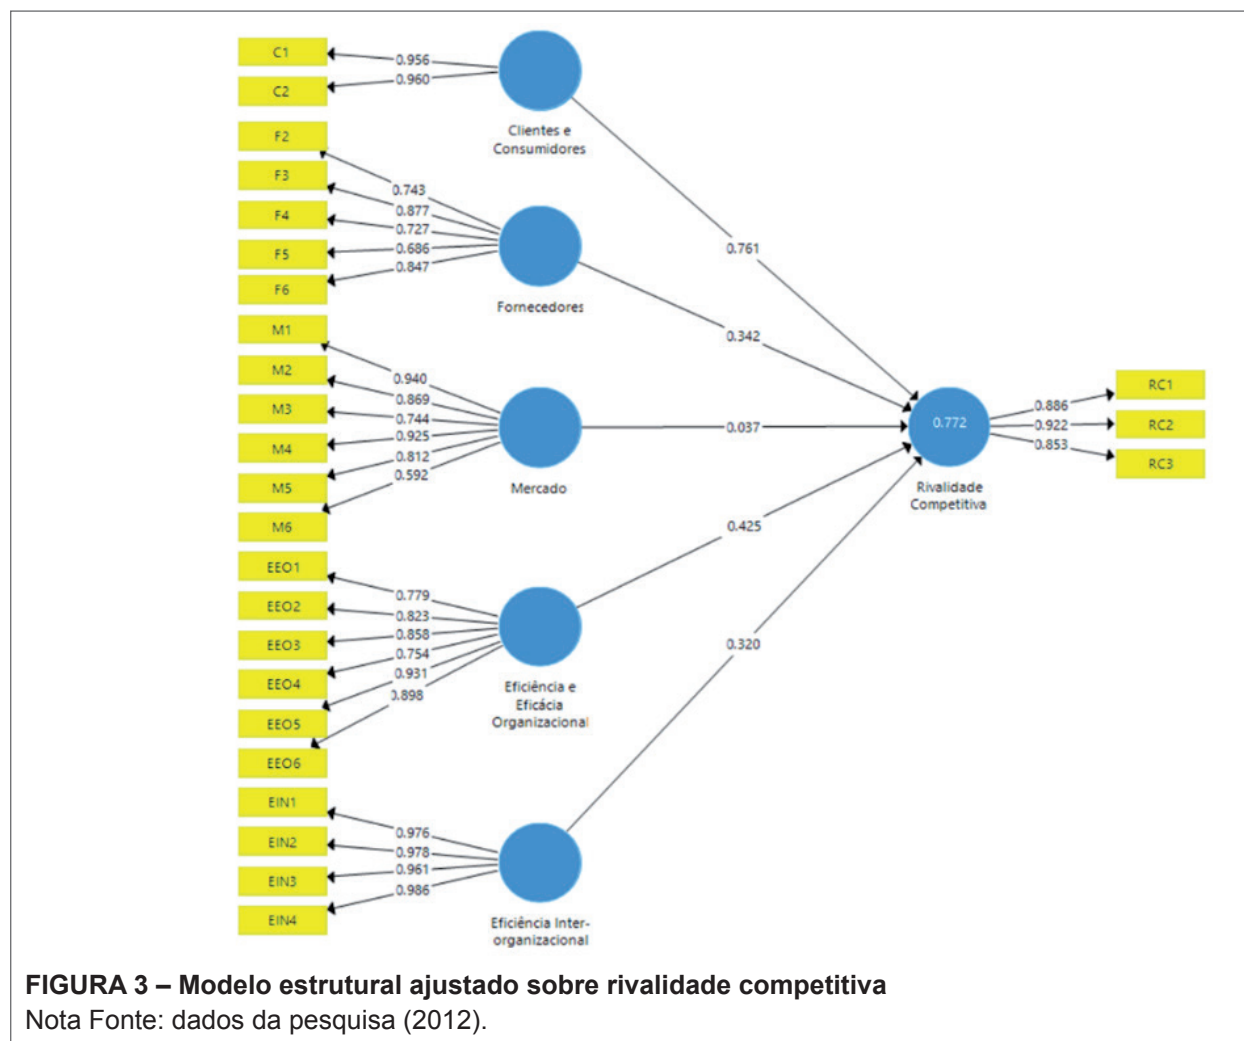 C1
C2
0.956
0.960
Clientes e
Consumidores
F2
F3
F4
F5
F6
0.743
0.877
0.727
0.686
0.847
Fornecedores
M1
M2
M3
M4
M5
M6
0.940
0.869
0.744
0.925
0.812
0.592
Mercado
EEO1
EEO2
EEO3
EEO4
EEO5
EEO6
0.779
0.823
0.858
0.754
0.931
0.898
Eficiência e
Eficácia
Organizacional
EIN1
EIN2
EIN3
EIN4
0.976
0.978
0.961
0.986
Eficiência Inter-
organizacional
0.761
0.342
0.037
0.425
0.320
0.772
Rivalidade
Competitiva
0.886
0.922
0.853
RC1
RC2
RC3
FIGURA 3 – Modelo estrutural ajustado sobre rivalidade competitiva
Nota Fonte: dados da pesquisa (2012).